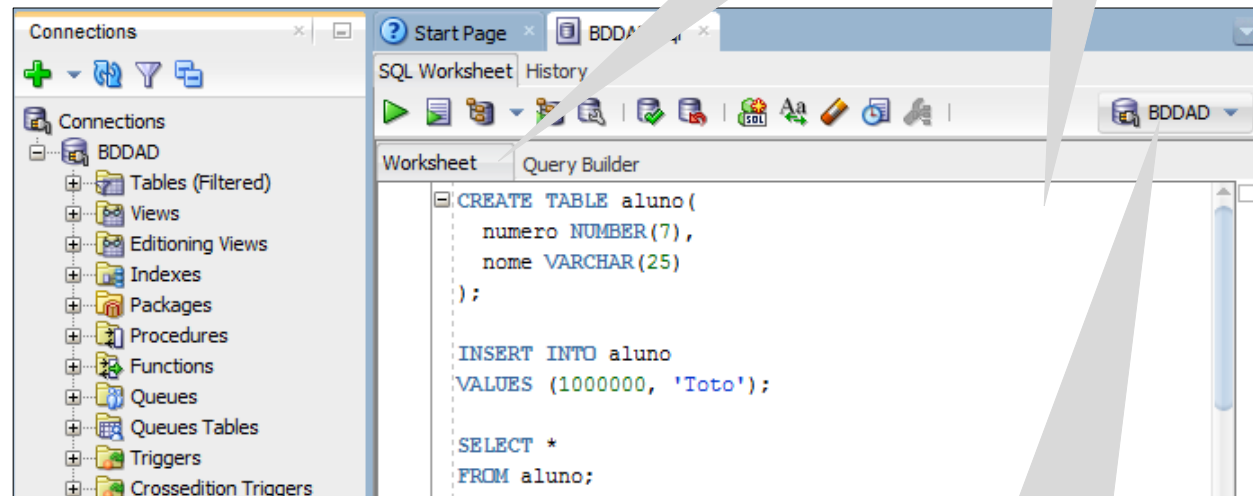 Connections
Start Page
SQL Worksheet History
BDDAD
Worksheet Query Builder
Connections
BDDAD
Tables (Filtered)
Views
Editioning Views
Indexes
Packages
Procedures
Functions
Queues
Queues Tables
Triggers
Crossedition Triggers
CREATE TABLE aluno(
numero NUMBER(7),
nome VARCHAR(25)
);
INSERT INTO aluno
VALUES (1000000, 'Toto');
SELECT *
FROM aluno;